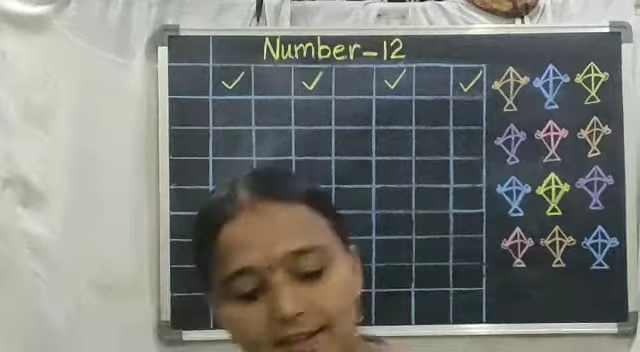 Number-12
✓ ✓ ✓ ✓